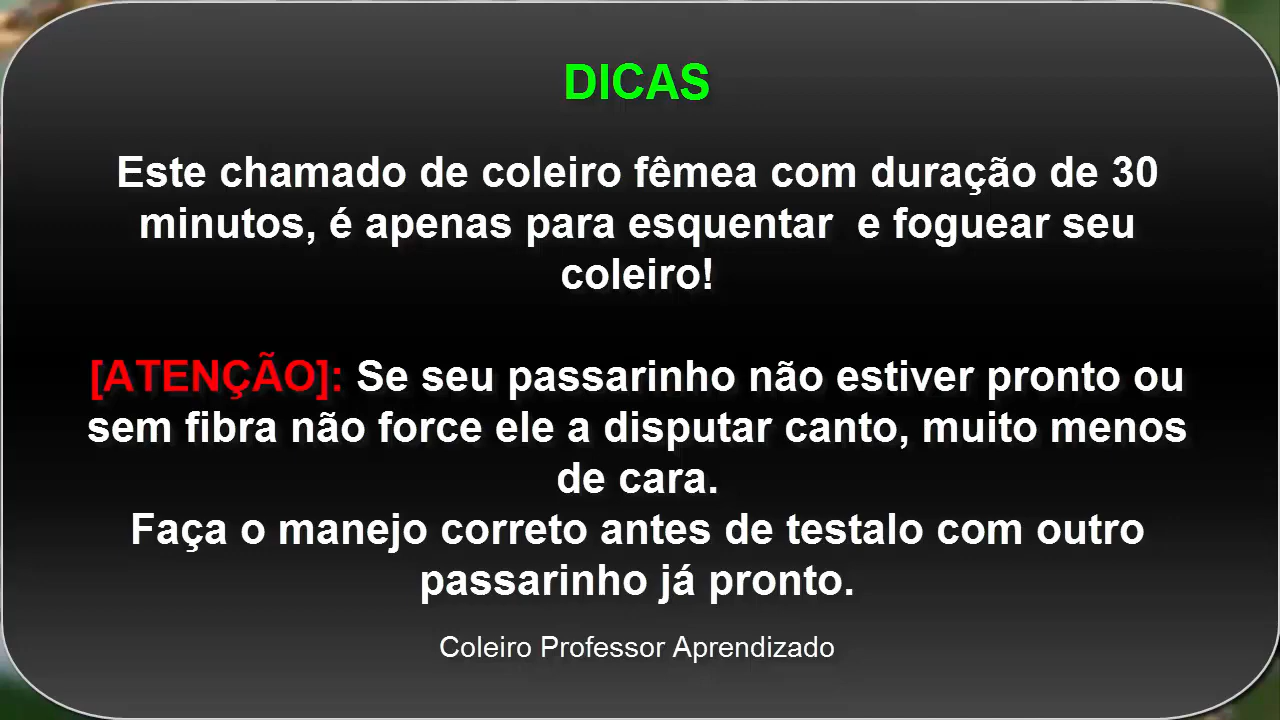 DICAS
Este chamado de coleiro fêmea com duração de 30
minutos, é apenas para esquentar  e foguear seu
coleiro!
[ATENÇÃO]: Se seu passarinho não estiver pronto ou
sem fibra não force ele a disputar canto, muito menos
de cara.
Faça o manejo correto antes de testalo com outro
passarinho já pronto.
Coleiro Professor Aprendizado